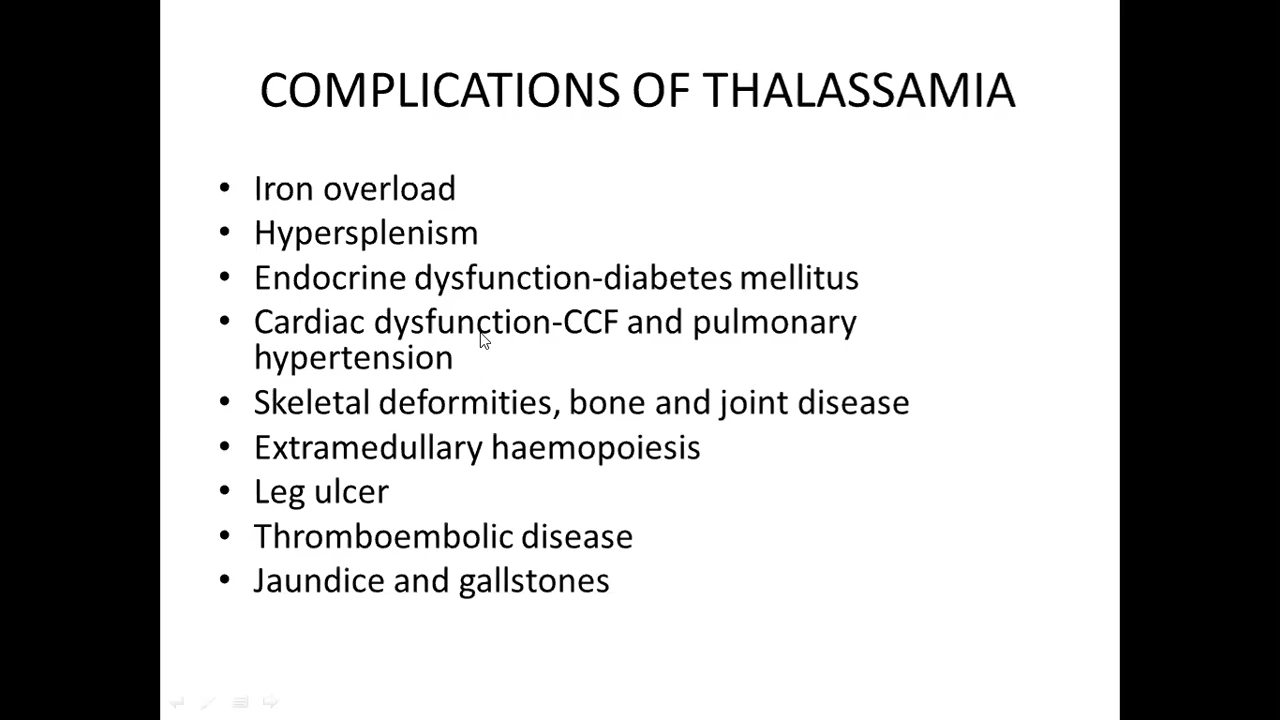 COMPLICATIONS OF THALASSAMIA
• Iron overload
• Hypersplenism
• Endocrine dysfunction-diabetes mellitus
• Cardiac dysfunction-CCF and pulmonary
hypertension
• Skeletal deformities, bone and joint disease
• Extramedullary haemopoiesis
• Leg ulcer
• Thromboembolic disease
• Jaundice and gallstones